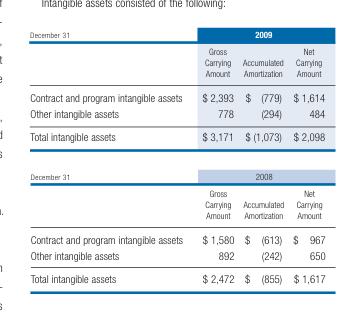 Intangible assets consisted of the following:
December 31 2009
Gross Carrying Amount Accumulated Amortization Net Carrying Amount
Contract and program intangible assets $ 2,393 $ (779) $ 1,614
Other intangible assets 778 (294) 484
Total intangible assets $ 3,171 $ (1,073) $ 2,098
December 31 2008
Gross Carrying Amount Accumulated Amortization Net Carrying Amount
Contract and program intangible assets $ 1,580 $ (613) $ 967
Other intangible assets 892 (242) 650
Total intangible assets $ 2,472 $ (855) $ 1,617